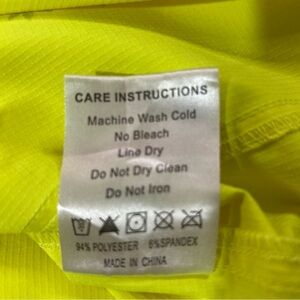 CARE INSTRUCTIONS
Machine Wash Cold
No Bleach
Line Dry
Do Not Dry Clean
Do Not Iron
94% POLYESTER 6%SPANDEX
MADE IN CHINA